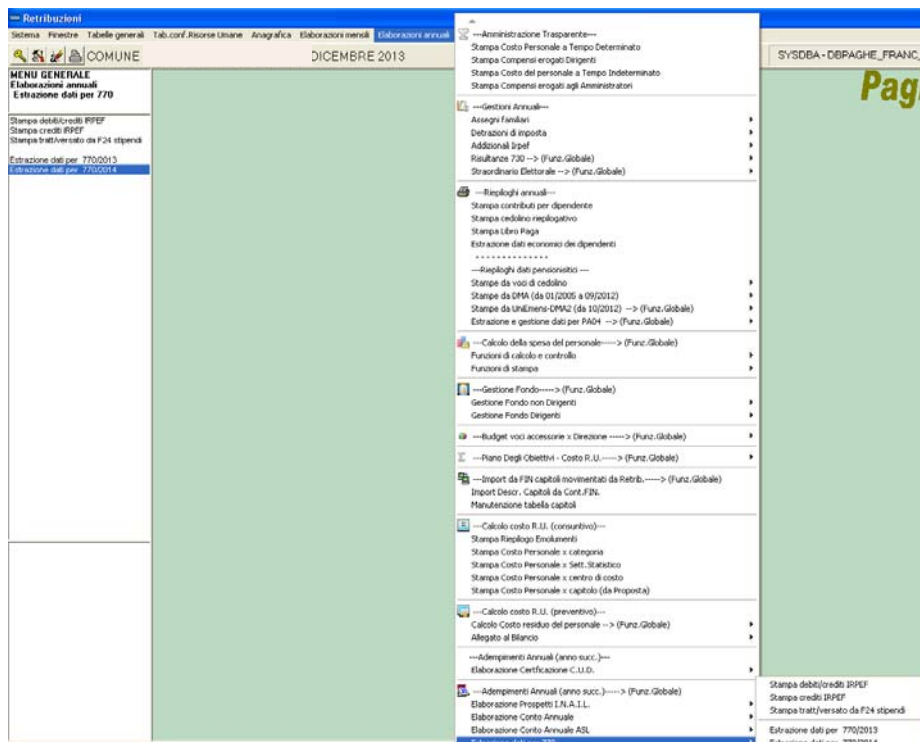 Retribuzioni
Sistema Finestre Tabelle generali Tab.conf.Risorse Umane Anagrafica Elaborazioni mensili Elaborazioni annuali
COMUNE DICEMBRE 2013 SYSDBA - DBPAGHE_FRANC_
Pagh
MENU GENERALE
Elaborazioni annuali
Estrazione dati per 770
Stampa debiti/crediti IRPEF
Stampa crediti IRPEF
Stampa tratt/versato da F24 stipendi
Estrazione dati per 770/2013
Estrazione dati per 770/2014
---Amministrazione Trasparente---
Stampa Costo Personale a Tempo Determinato
Stampa Compensi erogati Dirigenti
Stampa Costo del personale a Tempo Indeterminato
Stampa Compensi erogati agli Amministratori
---Gestioni Annuali---
Assegni familiari
Detrazioni di imposta
Addizionali Irpef
Risultanze 730 --> (Funz.Globale)
Straordinario Elettorale --> (Funz.Globale)
---Riepiloghi annuali---
Stampa contributi per dipendente
Stampa cedolino riepilogativo
Stampa Libro Paga
Estrazione dati economici dei dipendenti
- - - - - - - - - - - - - -
---Riepiloghi dati pensionisitici ---
Stampe da voci di cedolino
Stampe da DMA (da 01/2005 a 09/2012)
Stampe da UniEmens-DMA2 (da 10/2012) --> (Funz.Globale)
Estrazione e gestione dati per PA04 --> (Funz.Globale)
---Calcolo della spesa del personale-----> (Funz.Globale)
Funzioni di calcolo e controllo
Funzioni di stampa
---Gestione Fondo-----> (Funz.Globale)
Gestione Fondo non Dirigenti
Gestione Fondo Dirigenti
---Budget voci accessorie x Direzione -----> (Funz.Globale)
---Piano Degli Obiettivi - Costo R.U.-----> (Funz.Globale)
---Import da FIN capitoli movimentati da Retrib.-----> (Funz.Globale)
Import Descr. Capitoli da Cont.FIN.
Manutenzione tabella capitoli
---Calcolo costo R.U. (consuntivo)---
Stampa Riepilogo Emolumenti
Stampa Costo Personale x categoria
Stampa Costo Personale x Sett.Statistico
Stampa Costo Personale x centro di costo
Stampa Costo Personale x capitolo (da Proposta)
---Calcolo costo R.U. (preventivo)---
Calcolo Costo residuo del personale --> (Funz.Globale)
Allegato al Bilancio
---Adempimenti Annuali (anno succ.)---
Elaborazione Certficazione C.U.D.
---Adempimenti Annuali (anno succ.)-----> (Funz.Globale)
Elaborazione Prospetti I.N.A.I.L.
Elaborazione Conto Annuale
Elaborazione Conto Annuale ASL
Estrazione dati per 770
Stampa debiti/crediti IRPEF
Stampa crediti IRPEF
Stampa tratt/versato da F24 stipendi
Estrazione dati per 770/2013
Estrazione dati per 770/2014